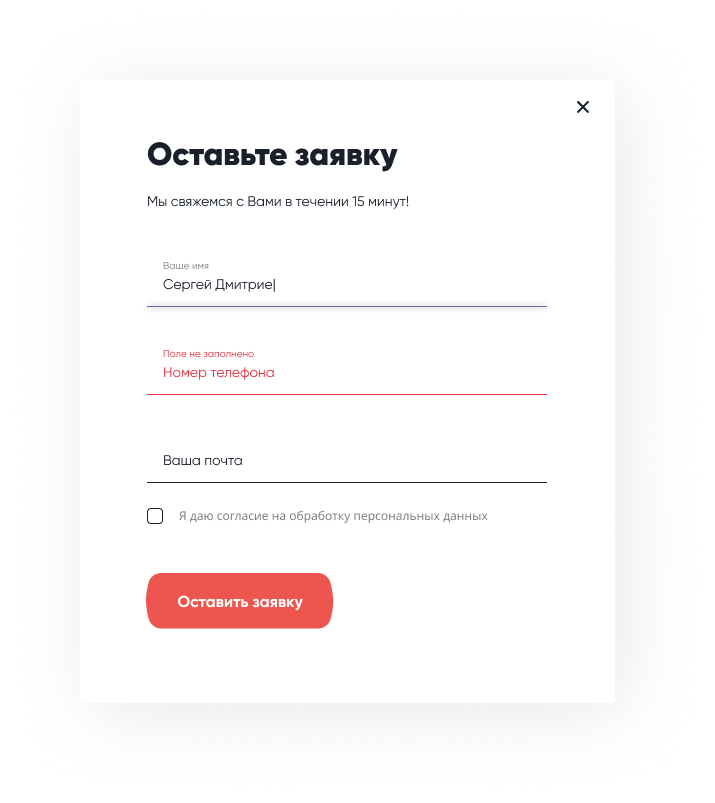 Оставьте заявку
Мы свяжемся с Вами в течении 15 минут!
Ваше имя
Сергей Дмитрие
Поле не заполнено
Номер телефона
Ваша почта
Я даю согласие на обработку персональных данных
Оставить заявку